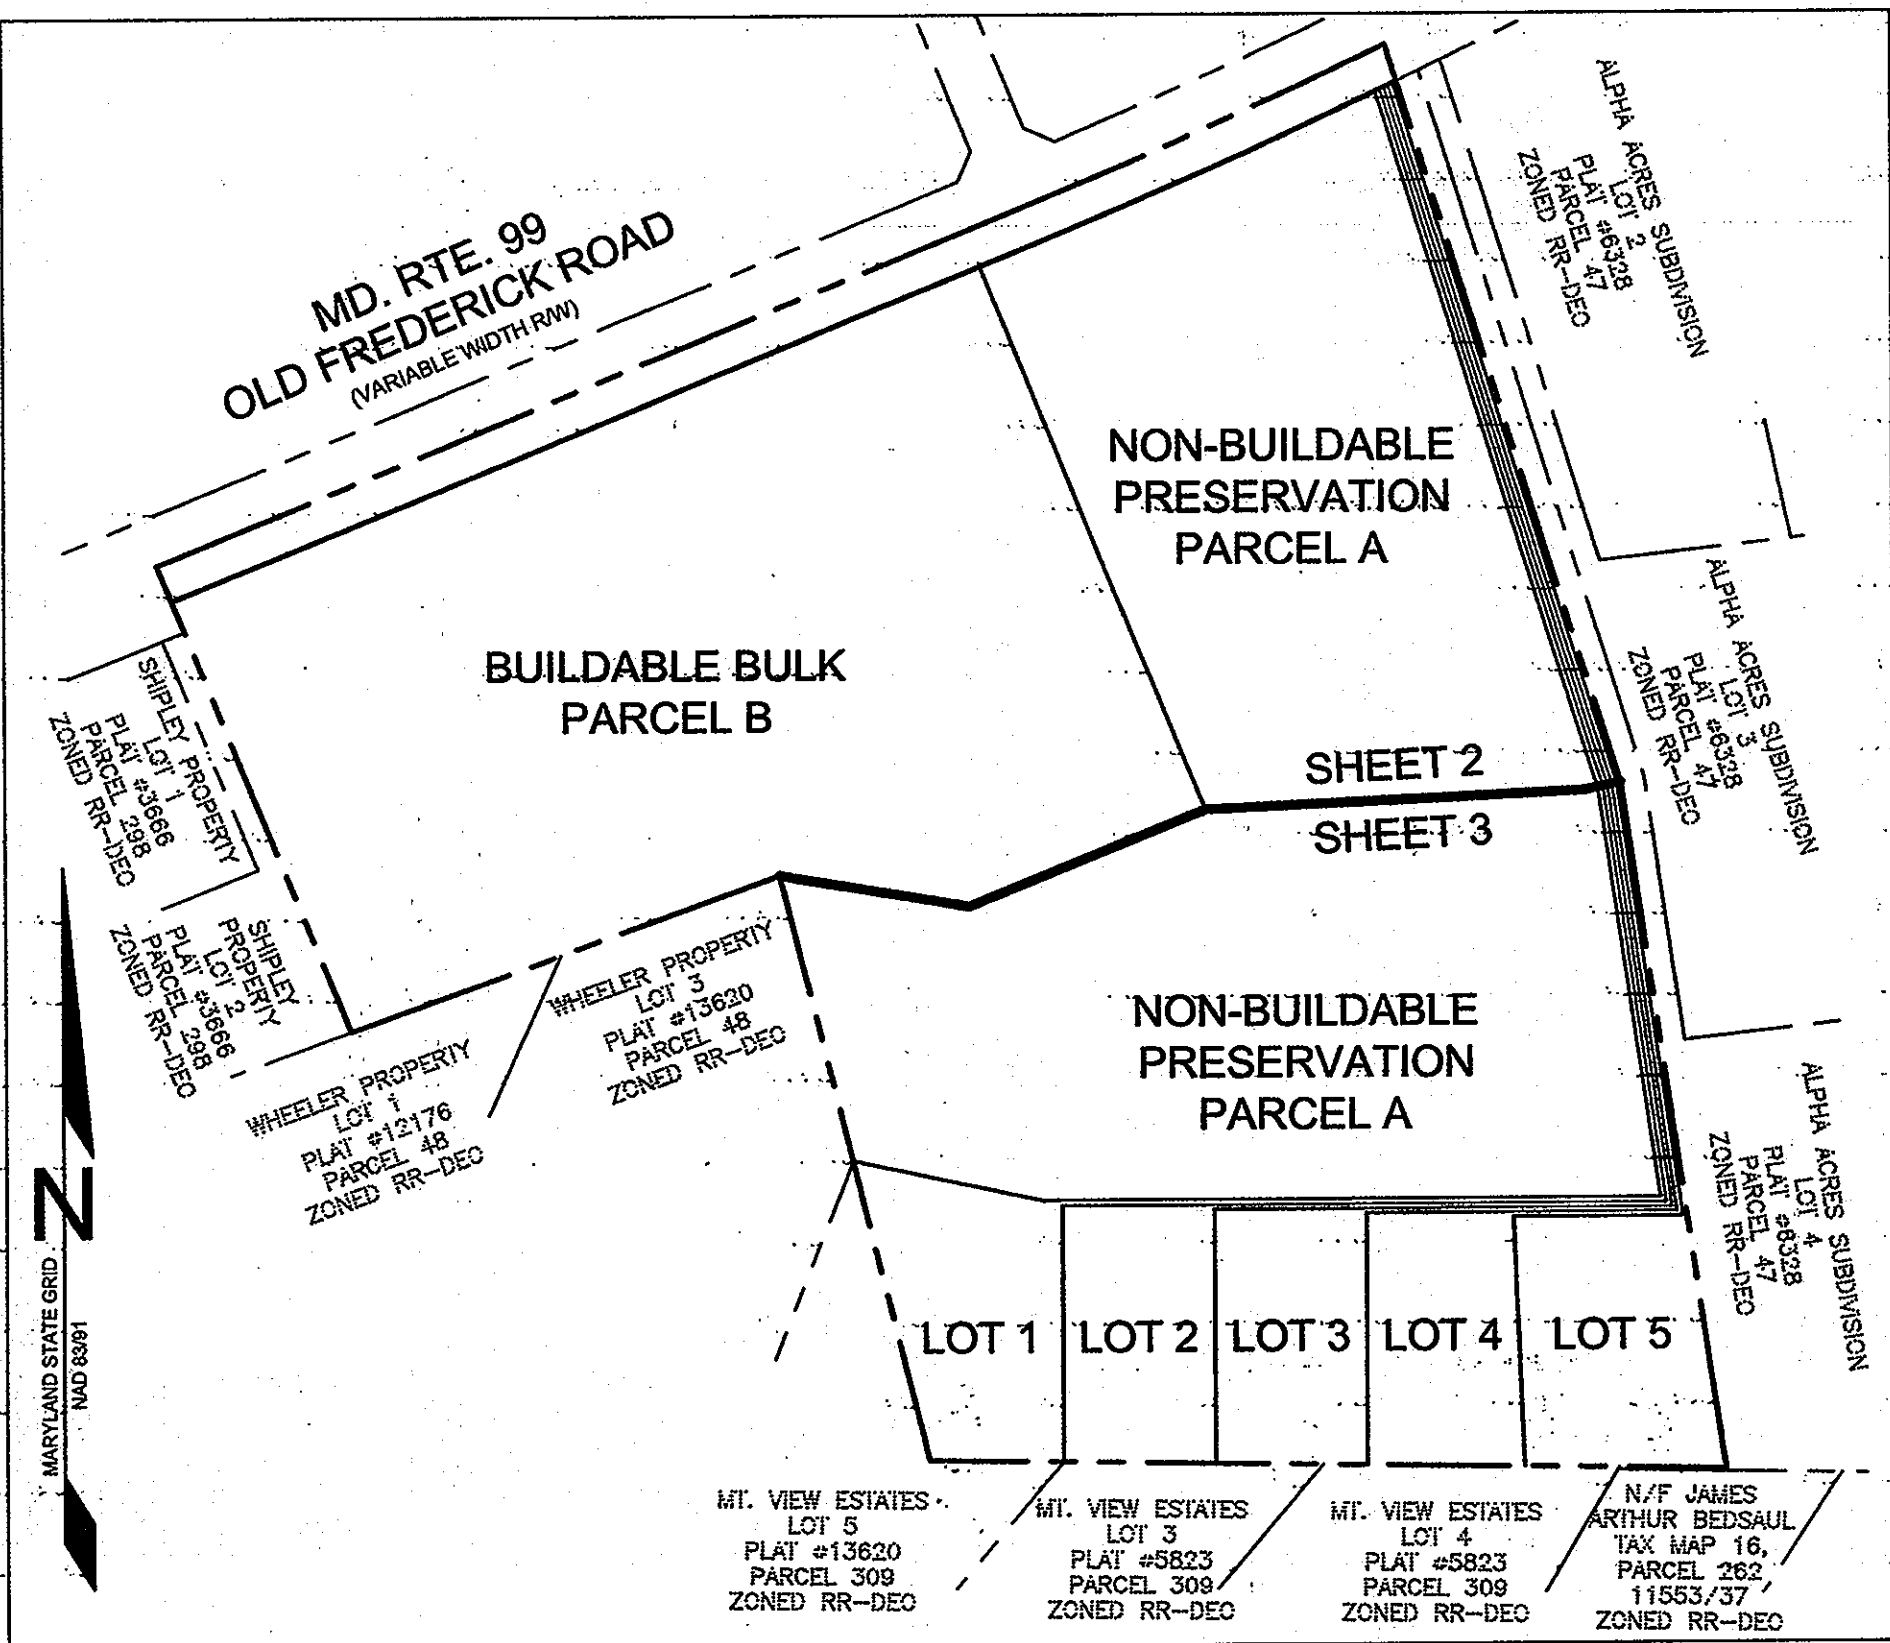 MD. RTE. 99
OLD FREDERICK ROAD
(VARIABLE WIDTH R/W)
ALPHA ACRES SUBDIVISION
LOT 2
PLAT #6328
PARCEL 47
ZONED RR-DEO
NON-BUILDABLE
PRESERVATION
PARCEL A
BUILDABLE BULK
PARCEL B
ALPHA ACRES SUBDIVISION
LOT 3
PLAT #6328
PARCEL 47
ZONED RR-DEO
SHIPLEY PROPERTY
LOT 1
PLAT #3666
PARCEL 298
ZONED RR-DEO
SHEET 2
SHEET 3
SHIPLEY
PROPERTY
LOT 2
PLAT #3666
PARCEL 298
ZONED RR-DEO
WHEELER PROPERTY
LOT 3
PLAT #13620
PARCEL 48
ZONED RR-DEO
WHEELER PROPERTY
LOT 1
PLAT #12176
PARCEL 48
ZONED RR-DEO
NON-BUILDABLE
PRESERVATION
PARCEL A
ALPHA ACRES SUBDIVISION
LOT 4
PLAT #6328
PARCEL 47
ZONED RR-DEO
N
MARYLAND STATE GRID
NAD 83/91
LOT 1
LOT 2
LOT 3
LOT 4
LOT 5
MT. VIEW ESTATES
LOT 5
PLAT #13620
PARCEL 309
ZONED RR-DEO
MT. VIEW ESTATES
LOT 3
PLAT #5823
PARCEL 309
ZONED RR-DEO
MT. VIEW ESTATES
LOT 4
PLAT #5823
PARCEL 309
ZONED RR-DEO
N/F JAMES
ARTHUR BEDSAUL
TAX MAP 16,
PARCEL 262
11553/37
ZONED RR-DEO